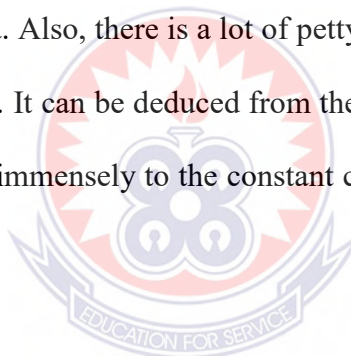 . Also, there is a lot of petty
. It can be deduced from the
immensely to the constant
EDUCATION FOR SERVICE